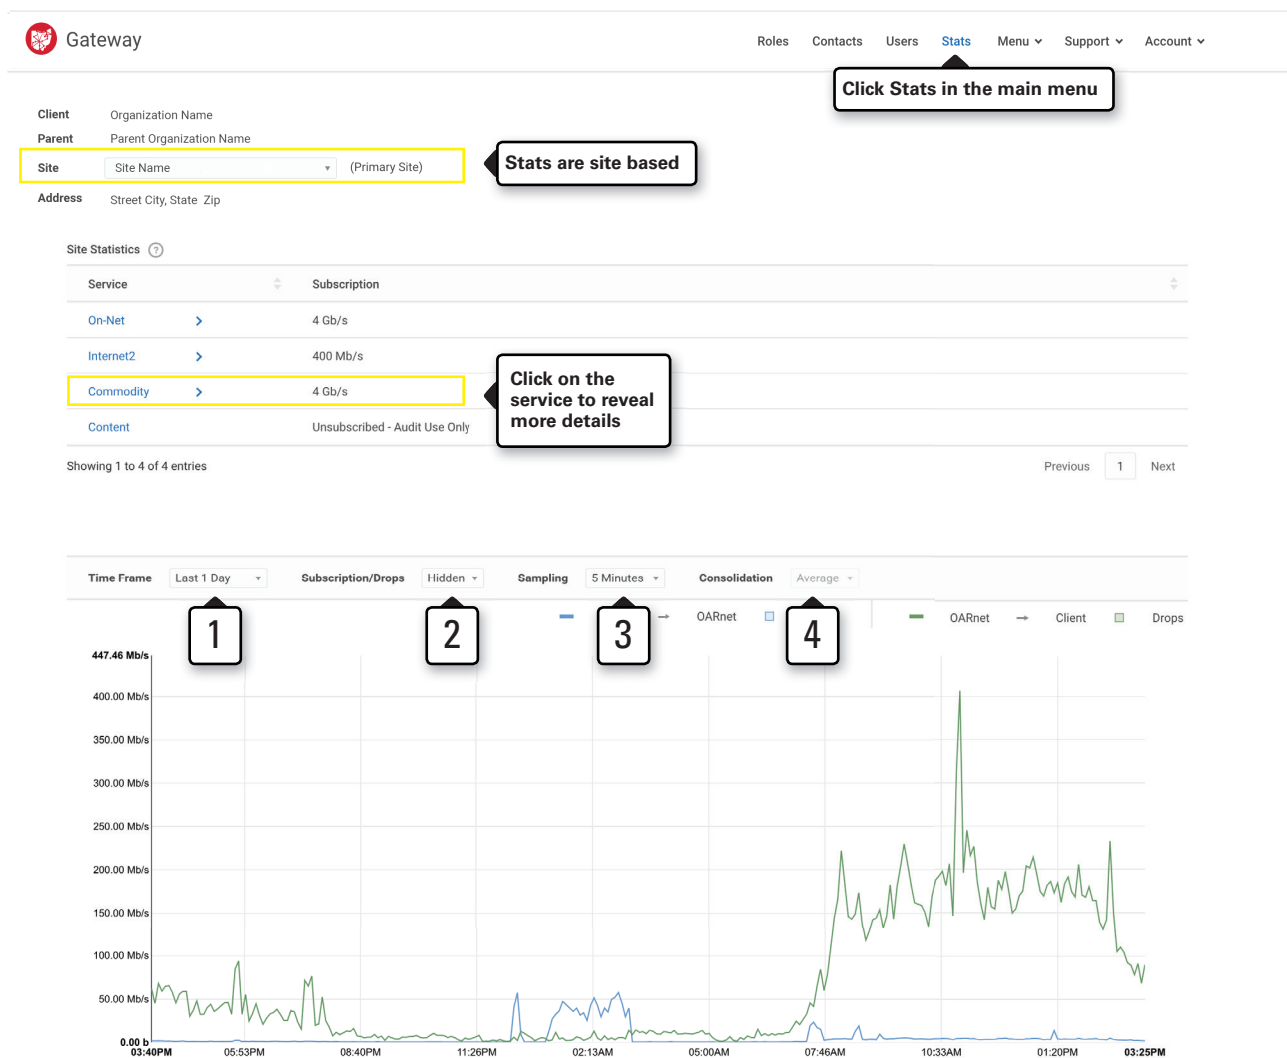 Gateway
Roles Contacts Users Stats Menu Support Account
Click Stats in the main menu
Client Organization Name
Parent Parent Organization Name
Site Site Name (Primary Site)
Stats are site based
Address Street City, State Zip
Site Statistics ?
Service Subscription
On-Net 4 Gb/s
Internet2 400 Mb/s
Commodity 4 Gb/s
Click on the
service to reveal
more details
Content Unsubscribed - Audit Use Only
Showing 1 to 4 of 4 entries
Previous 1 Next
Time Frame Last 1 Day Subscription/Drops Hidden Sampling 5 Minutes Consolidation Average
1 2 3 4
→ OARnet OARnet → Client Drops
447.46 Mb/s
400.00 Mb/s
350.00 Mb/s
300.00 Mb/s
250.00 Mb/s
200.00 Mb/s
150.00 Mb/s
100.00 Mb/s
50.00 Mb/s
0.00 b
03:40PM 05:53PM 08:40PM 11:26PM 02:13AM 05:00AM 07:46AM 10:33AM 01:20PM 03:25PM